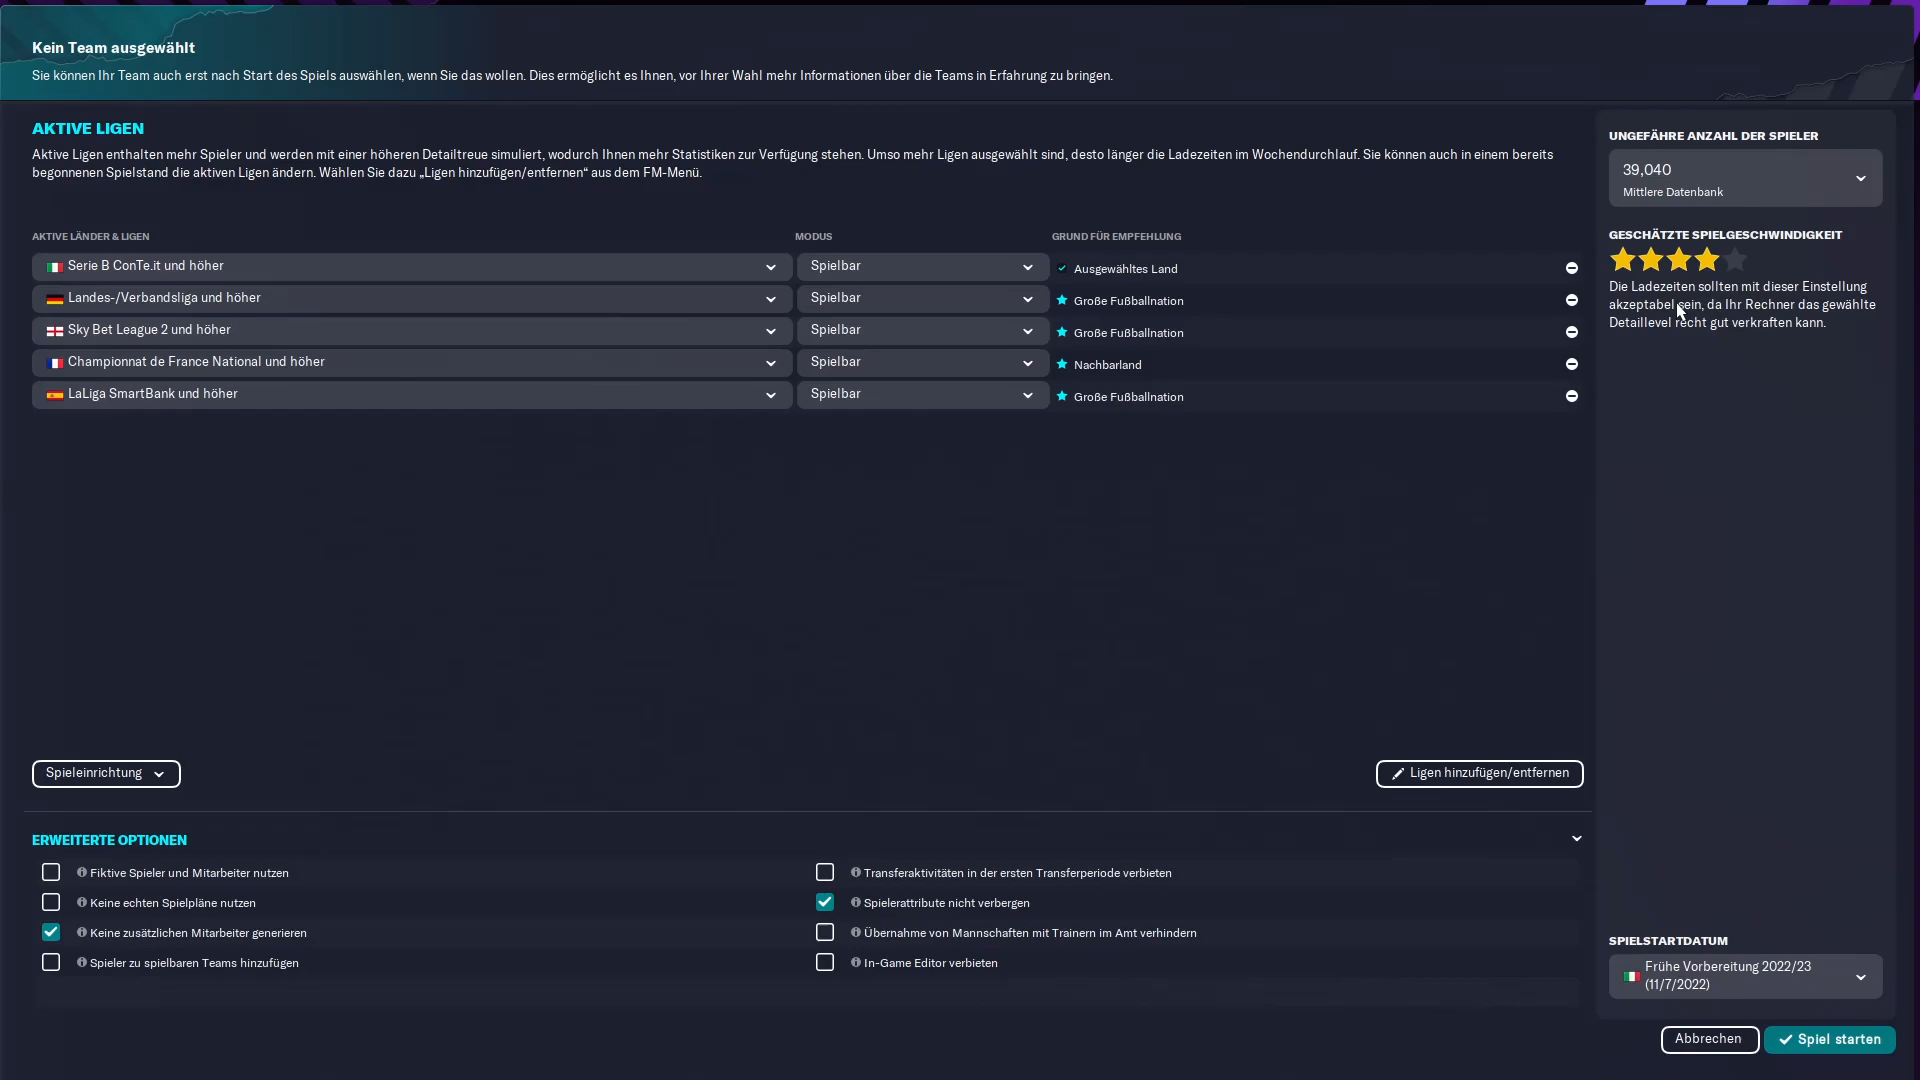 Kein Team ausgewählt
Sie können Ihr Team auch erst nach Start des Spiels auswählen, wenn Sie das wollen. Dies ermöglicht es Ihnen, vor Ihrer Wahl mehr Informationen über die Teams in Erfahrung zu bringen.
AKTIVE LIGEN
Aktive Ligen enthalten mehr Spieler und werden mit einer höheren Detailtreue simuliert, wodurch Ihnen mehr Statistiken zur Verfügung stehen. Umso mehr Ligen ausgewählt sind, desto länger die Ladezeiten im Wochendurchlauf. Sie können auch in einem bereits
begonnenen Spielstand die aktiven Ligen ändern. Wählen Sie dazu „Ligen hinzufügen/entfernen“ aus dem FM-Menü.
AKTIVE LÄNDER & LIGEN MODUS GRUND FÜR EMPFEHLUNG
Serie B ConTe.it und höher Spielbar Ausgewähltes Land
Landes-/Verbandsliga und höher Spielbar Große Fußballnation
Sky Bet League 2 und höher Spielbar Große Fußballnation
Championnat de France National und höher Spielbar Nachbarland
LaLiga SmartBank und höher Spielbar Große Fußballnation
Spieleinrichtung
Ligen hinzufügen/entfernen
ERWEITERTE OPTIONEN
Fiktive Spieler und Mitarbeiter nutzen
Keine echten Spielpläne nutzen
Keine zusätzlichen Mitarbeiter generieren
Spieler zu spielbaren Teams hinzufügen
Transferaktivitäten in der ersten Transferperiode verbieten
Spielerattribute nicht verbergen
Übernahme von Mannschaften mit Trainern im Amt verhindern
In-Game Editor verbieten
UNGEFÄHRE ANZAHL DER SPIELER
39,040
Mittlere Datenbank
GESCHÄTZTE SPIELGESCHWINDIGKEIT
Die Ladezeiten sollten mit dieser Einstellung
akzeptabel sein, da Ihr Rechner das gewählte
Detaillevel recht gut verkraften kann.
SPIELSTARTDATUM
Frühe Vorbereitung 2022/23
(11/7/2022)
Abbrechen
Spiel starten